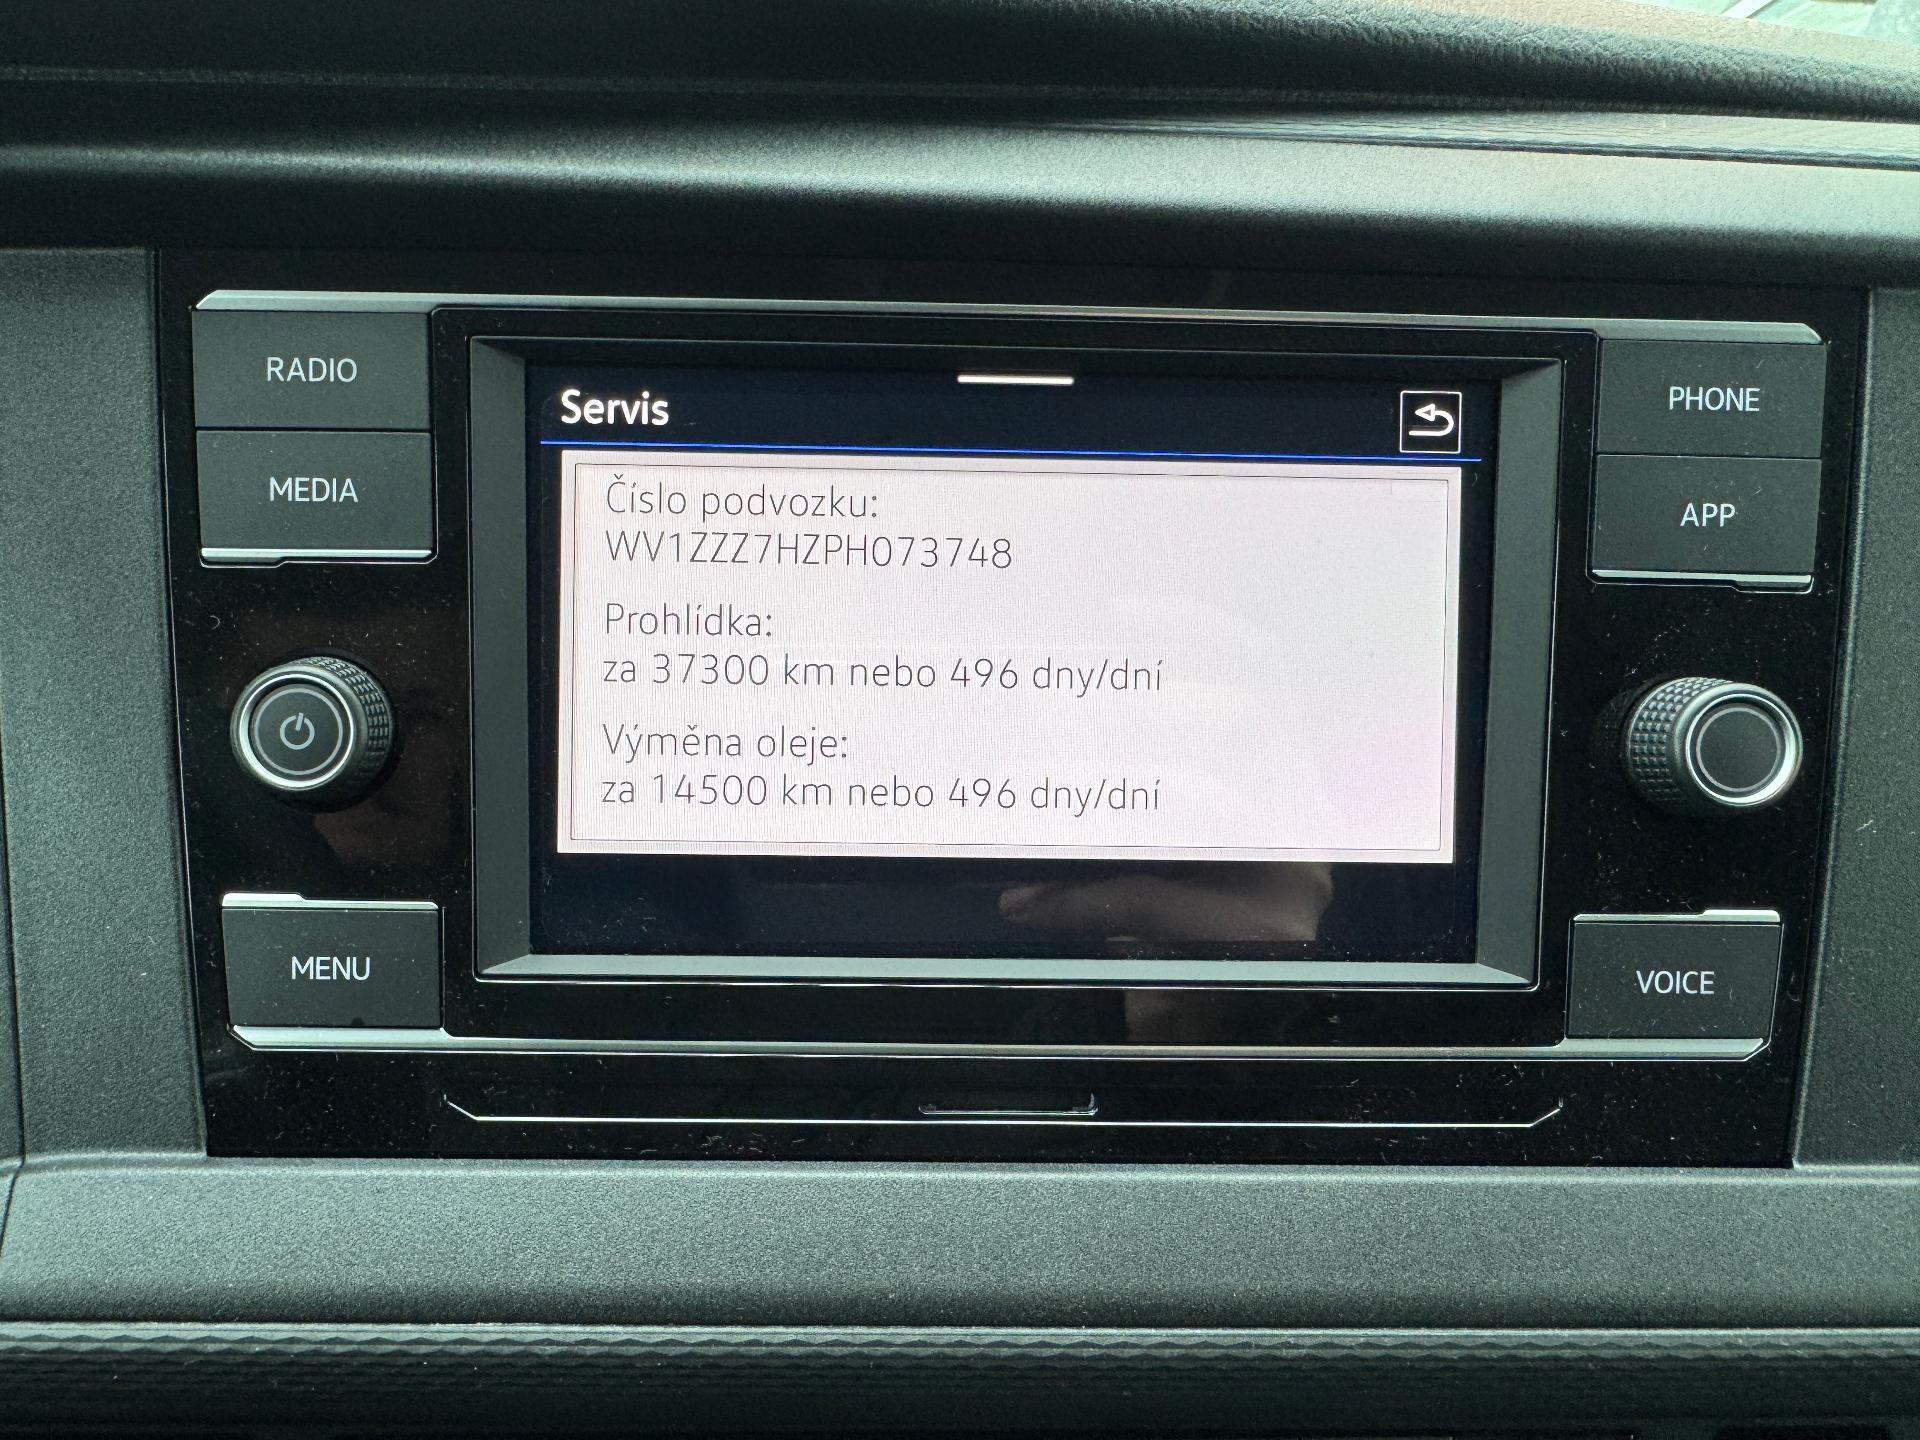 RADIO
MEDIA
MENU
Servis
Číslo podvozku:
WV1ZZZ7HZPH073748
Prohlídka:
za 37300 km nebo 496 dny/dní
Výměna oleje:
za 14500 km nebo 496 dny/dní
PHONE
APP
VOICE